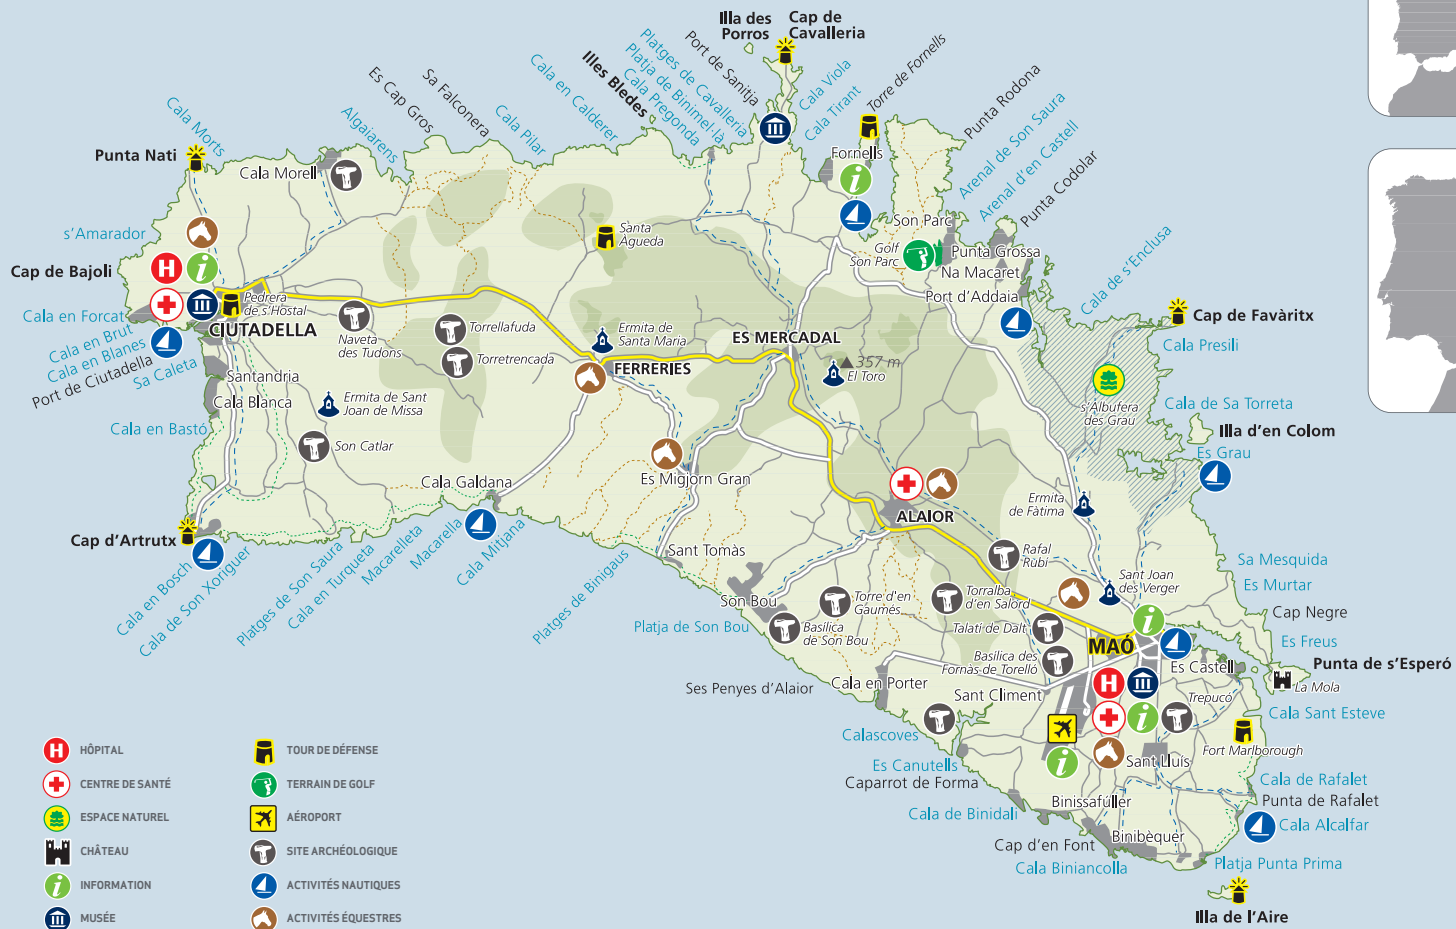 Illa des
Porros
Cap de
Cavalleria
Port de Sanitja
Platges de Cavalleria
Platja de Binimel·là
Cala Pregonda
Illes Bledes
Cala en Calderer
Cala Pilar
Sa Falconera
Es Cap Gros
Algaiarens
Cala Morts
Punta Nati
Cala Morell
Cala Viola
Cala Tirant
Torre de Fornells
Fornells
Punta Rodona
Arenal de Son Saura
Arenal d'en Castell
Punta Codolar
Son Parc
Golf
Son Parc
Punta Grossa
Na Macaret
Port d'Addaia
Cala de s'Enclusa
Cap de Favàritx
Cala Presili
s'Albufera
des Grau
Cala de Sa Torreta
Illa d'en Colom
Es Grau
s'Amarador
Cap de Bajoli
H
i
Pedrera
de s'Hostal
CIUTADELLA
Cala en Forcat
Cala en Brut
Cala en Blanes
Port de Ciutadella
Sa Caleta
Santandria
Cala Blanca
Cala en Bastó
Cap d'Artrutx
Cala en Bosch
Cala de Son Xoriguer
Naveta
des Tudons
Torrellafuda
Torretrencada
Santa
Àgueda
Ermita de
Santa Maria
FERRERIES
ES MERCADAL
357 m
El Toro
Ermita de Sant
Joan de Missa
Son Catlar
Cala Galdana
Platges de Son Saura
Cala en Turqueta
Macarelleta
Macarella
Cala Mitjana
Es Migjorn Gran
Platges de Binigaus
Sant Tomàs
Son Bou
Platja de Son Bou
Basílica
de Son Bou
Torre d'en
Gaumés
ALAIOR
Ermita
de Fàtima
Rafal
Rubí
Torralba
d'en Salord
Talatí de Dalt
Basílica des
Fornàs de Torelló
Sant Joan
des Verger
Sa Mesquida
Es Murtar
Cap Negre
Es Freus
Punta de s'Esperó
La Mola
MAÓ
Es Castell
Trepucó
Cala Sant Esteve
Fort Marlborough
Sant Lluís
Sant Climent
Ses Penyes d'Alaior
Cala en Porter
Calascoves
Es Canutells
Caparrot de Forma
Cala de Binidalí
Binissafúller
Cap d'en Font
Binibèquer
Cala Biniancolla
Cala de Rafalet
Punta de Rafalet
Cala Alcalfar
Platja Punta Prima
Illa de l'Aire
H HÔPITAL
CENTRE DE SANTÉ
ESPACE NATUREL
CHÂTEAU
i INFORMATION
MUSÉE
TOUR DE DÉFENSE
TERRAIN DE GOLF
AÉROPORT
SITE ARCHÉOLOGIQUE
ACTIVITÉS NAUTIQUES
ACTIVITÉS ÉQUESTRES